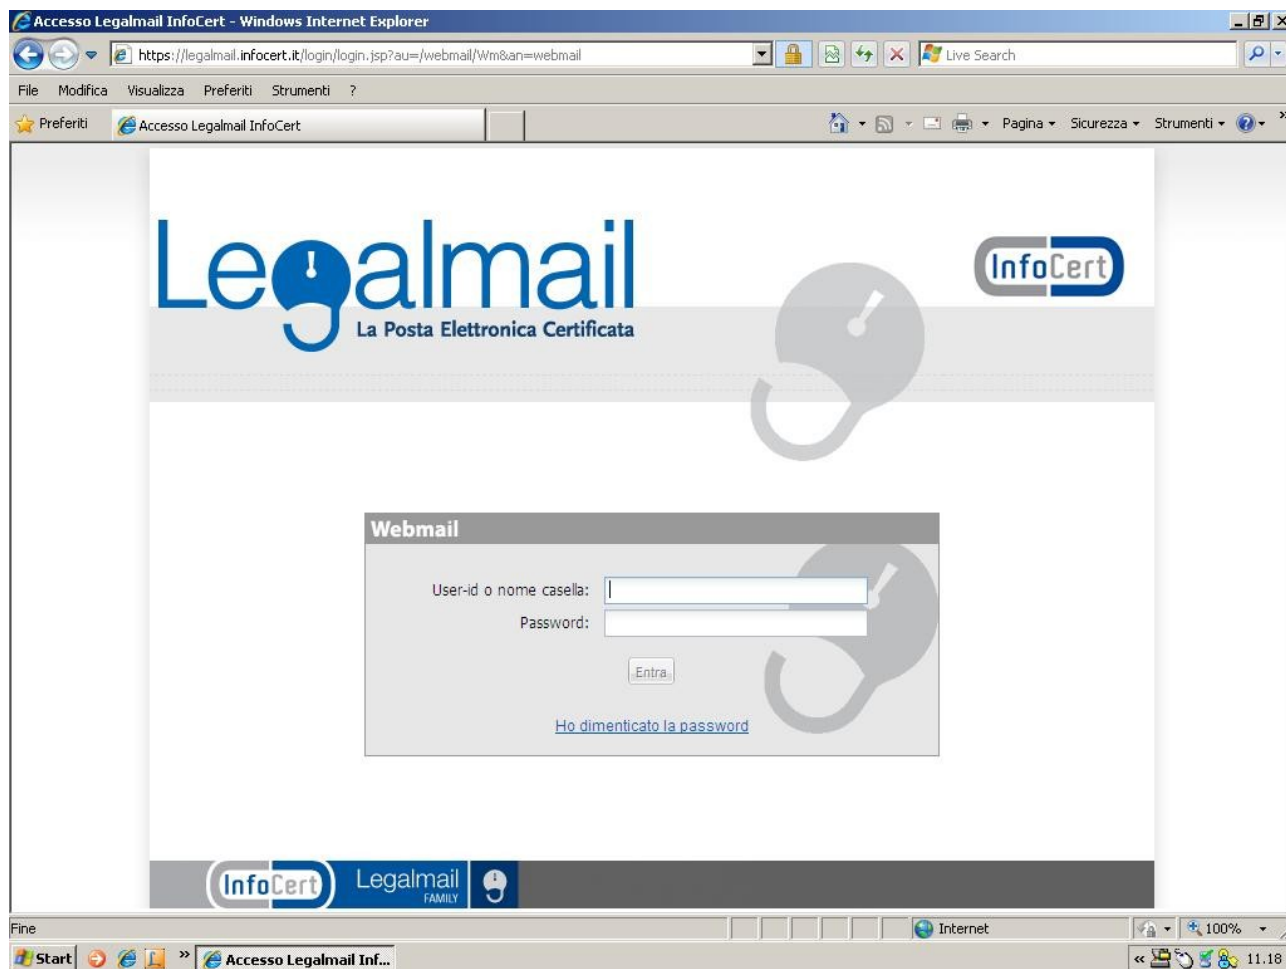 Accesso Legalmail InfoCert - Windows Internet Explorer
https://legalmail.infocert.it/login/login.jsp?au=/webmail/Wm&an=webmail
Live Search
File Modifica Visualizza Preferiti Strumenti ?
Preferiti Accesso Legalmail InfoCert Pagina Sicurezza Strumenti »
Legalmail
InfoCert
La Posta Elettronica Certificata
Webmail
User-id o nome casella:
Password:
Entra
Ho dimenticato la password
InfoCert Legalmail
FAMILY
Fine Internet 100%
Start » Accesso Legalmail Inf... « 11.18